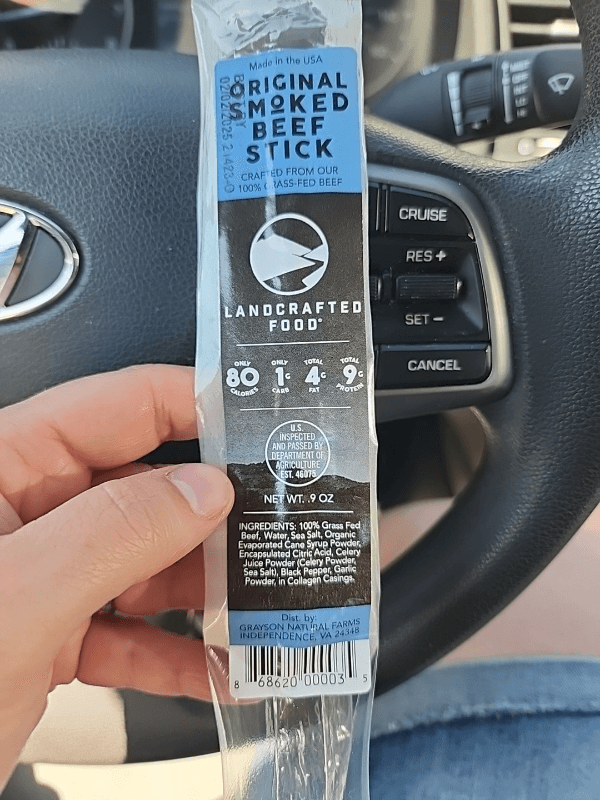 Made in the USA
ORIGINAL
SMOKED
BEEF
STICK
CRAFTED FROM OUR
100% GRASS-FED BEEF
LANDCRAFTED
FOOD
ONLY 80 CALORIES
ONLY 1G CARB
TOTAL 4G FAT
TOTAL 9G PROTEIN
U.S.
INSPECTED
AND PASSED BY
DEPARTMENT OF
AGRICULTURE
EST. 46075
NET WT. .9 OZ
INGREDIENTS: 100% Grass Fed
Beef, Water, Sea Salt, Organic
Evaporated Cane Syrup Powder,
Encapsulated Citric Acid, Celery
Juice Powder (Celery Powder,
Sea Salt), Black Pepper, Garlic
Powder, in Collagen Casings.
Dist. by:
GRAYSON NATURAL FARMS
INDEPENDENCE, VA 24348
8 68620 00003 5
CRUISE
RES +
SET −
CANCEL